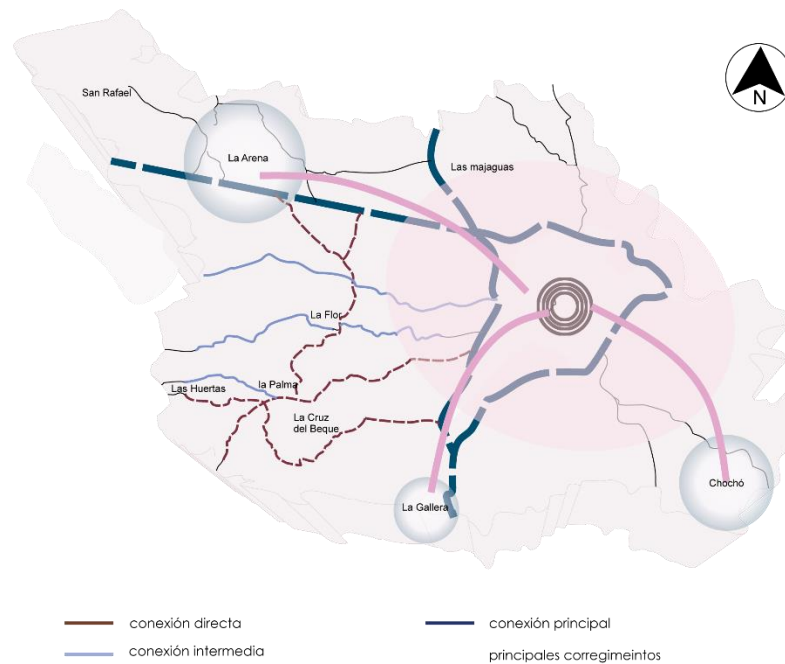 San Rafael
La Arena
Las majaguas
N
La Flor
Las Huertas
la Palma
La Cruz
del Beque
La Gallera
Chochó
conexión directa
conexión principal
conexión intermedia
principales corregimeintos